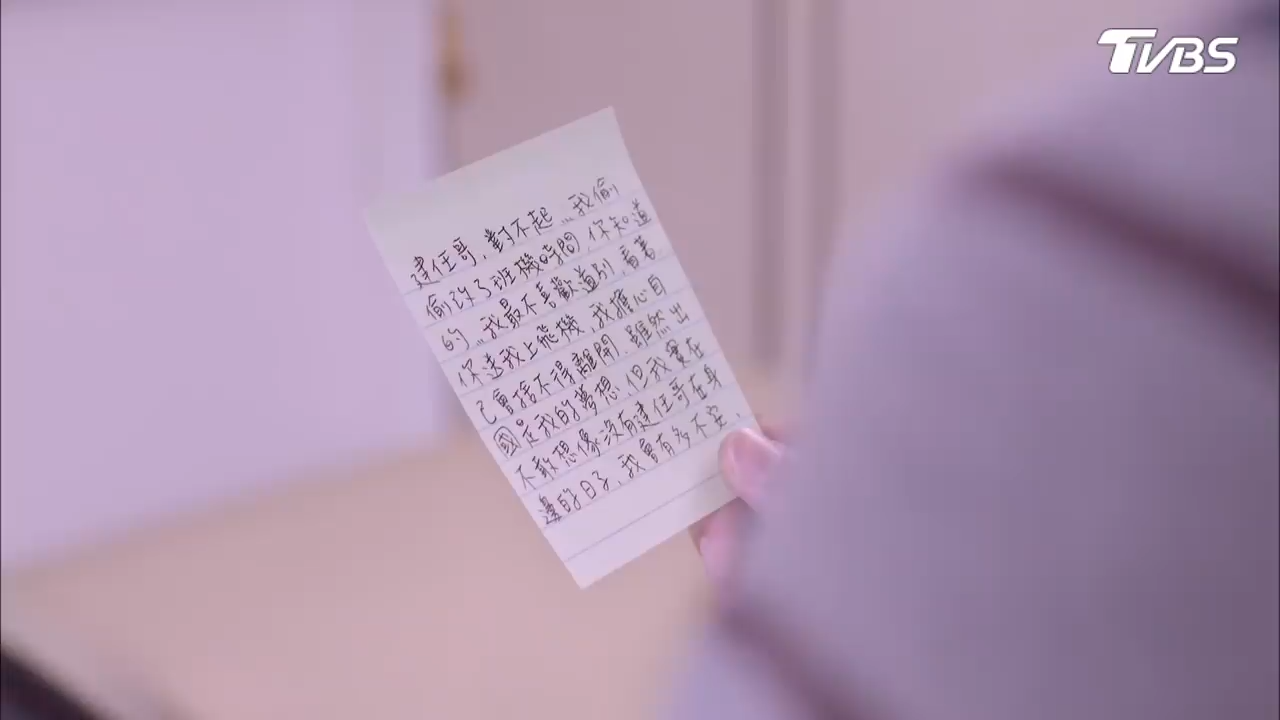 TVBS
建任哥，對不起...我偷
偷改了班機時間，你知道
的...我最不喜歡道別，看著
你送我上飛機，我擔心自
己會捨不得離開．雖然出
國是我的夢想，但我實在
不敢想像沒有建任哥在身
邊的日子，我會有多不安．